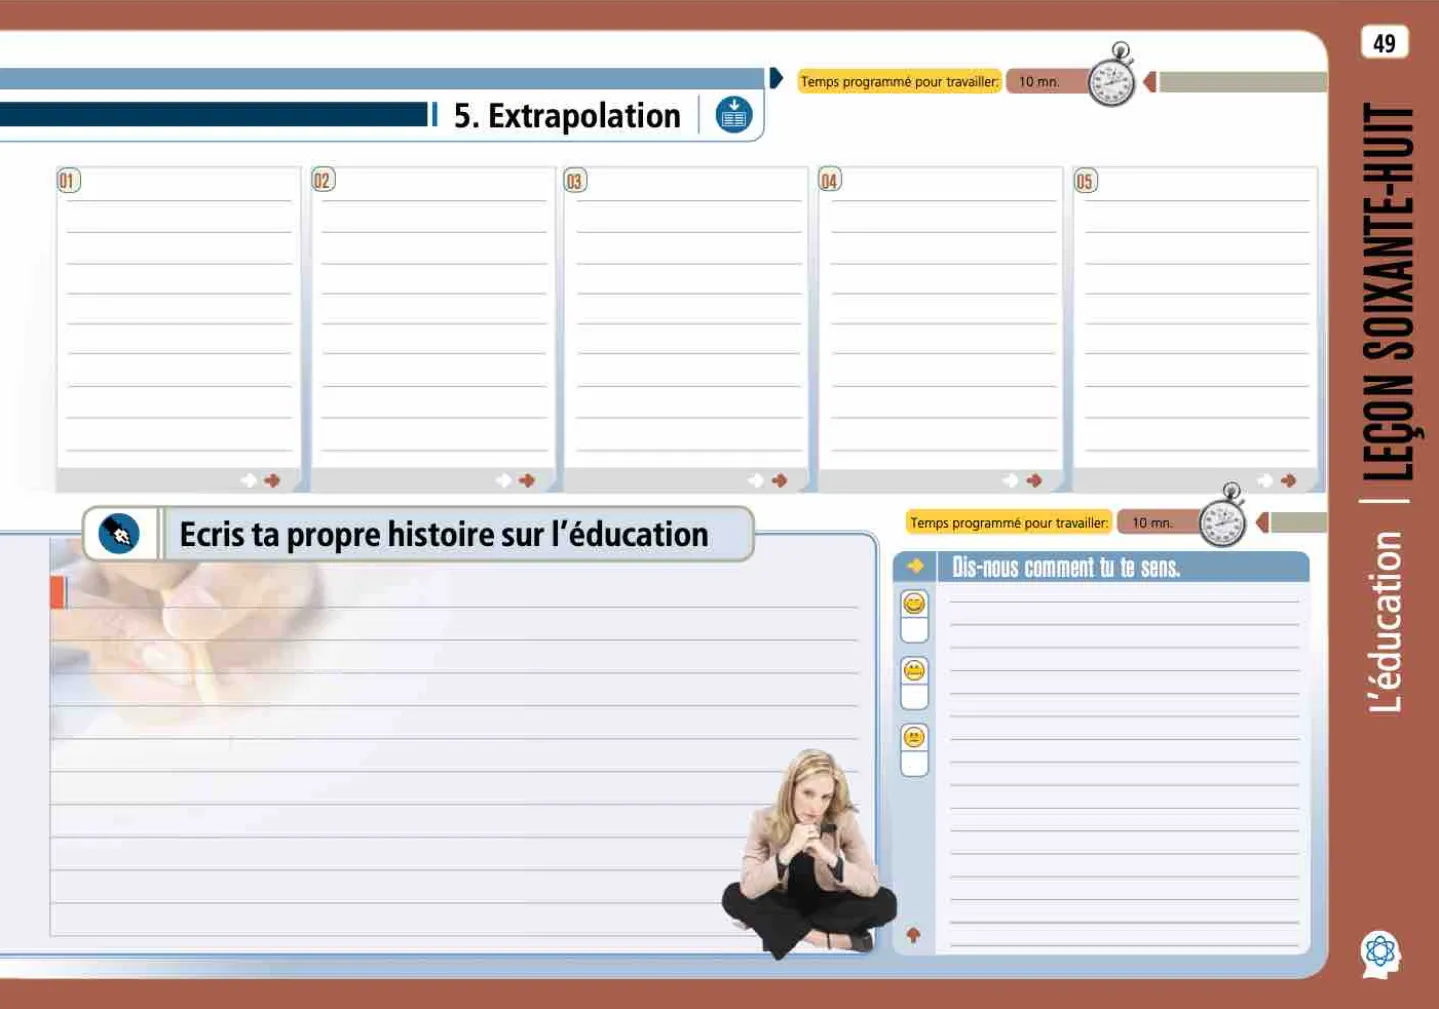 49
Temps programmé pour travailler:
10 mn.
5. Extrapolation
01
02
03
04
05
LEÇON SOIXANTE-HUIT
L'éducation
Ecris ta propre histoire sur l'éducation
Temps programmé pour travailler:
10 mn.
Dis-nous comment tu te sens.